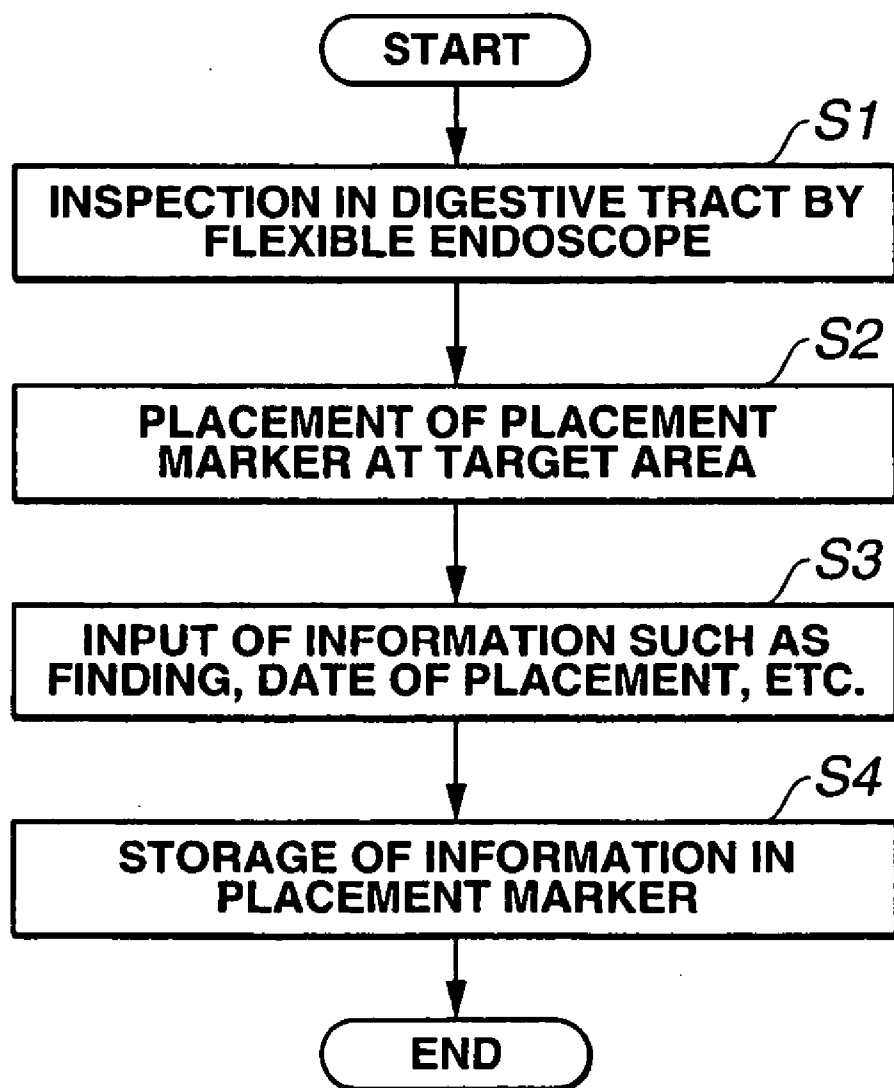 START
S1
INSPECTION IN DIGESTIVE TRACT BY
FLEXIBLE ENDOSCOPE
S2
PLACEMENT OF PLACEMENT
MARKER AT TARGET AREA
S3
INPUT OF INFORMATION SUCH AS
FINDING, DATE OF PLACEMENT, ETC.
S4
STORAGE OF INFORMATION IN
PLACEMENT MARKER
END